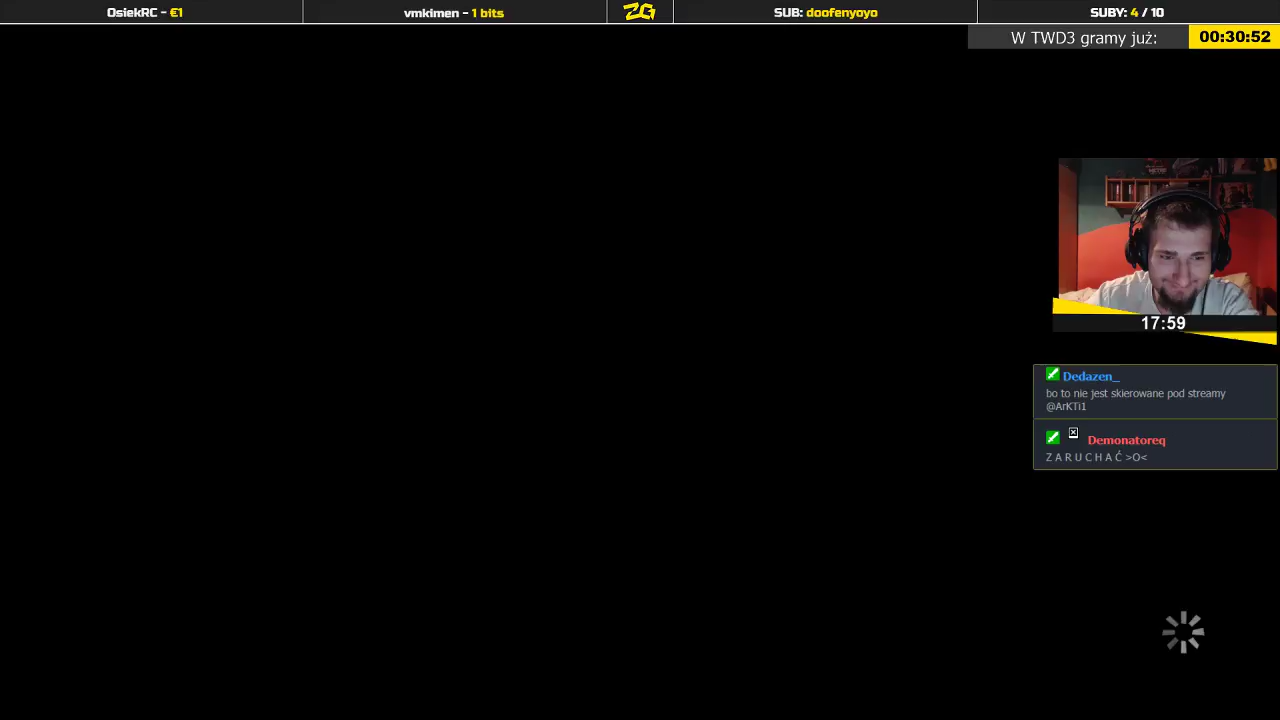 OsiekRC - €1
vmkimen - 1 bits
ZG
SUB: doofenyoyo
SUBY: 4 / 10
W TWD3 gramy już:
00:30:52
17:59
Dedazen_
bo to nie jest skierowane pod streamy
@ArKTi1
Demonatoreq
Z A R U C H A Ć >O<